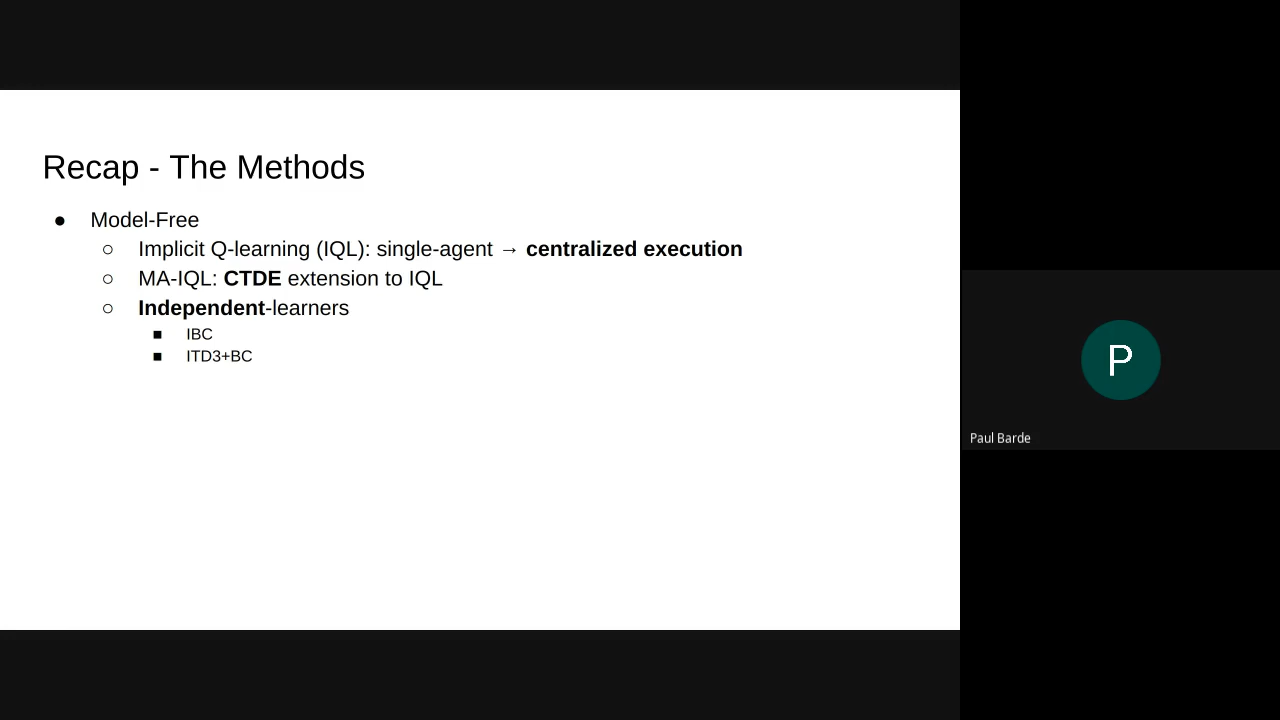 Recap - The Methods
● Model-Free
○ Implicit Q-learning (IQL): single-agent → centralized execution
○ MA-IQL: CTDE extension to IQL
○ Independent-learners
■ IBC
■ ITD3+BC
P
Paul Barde